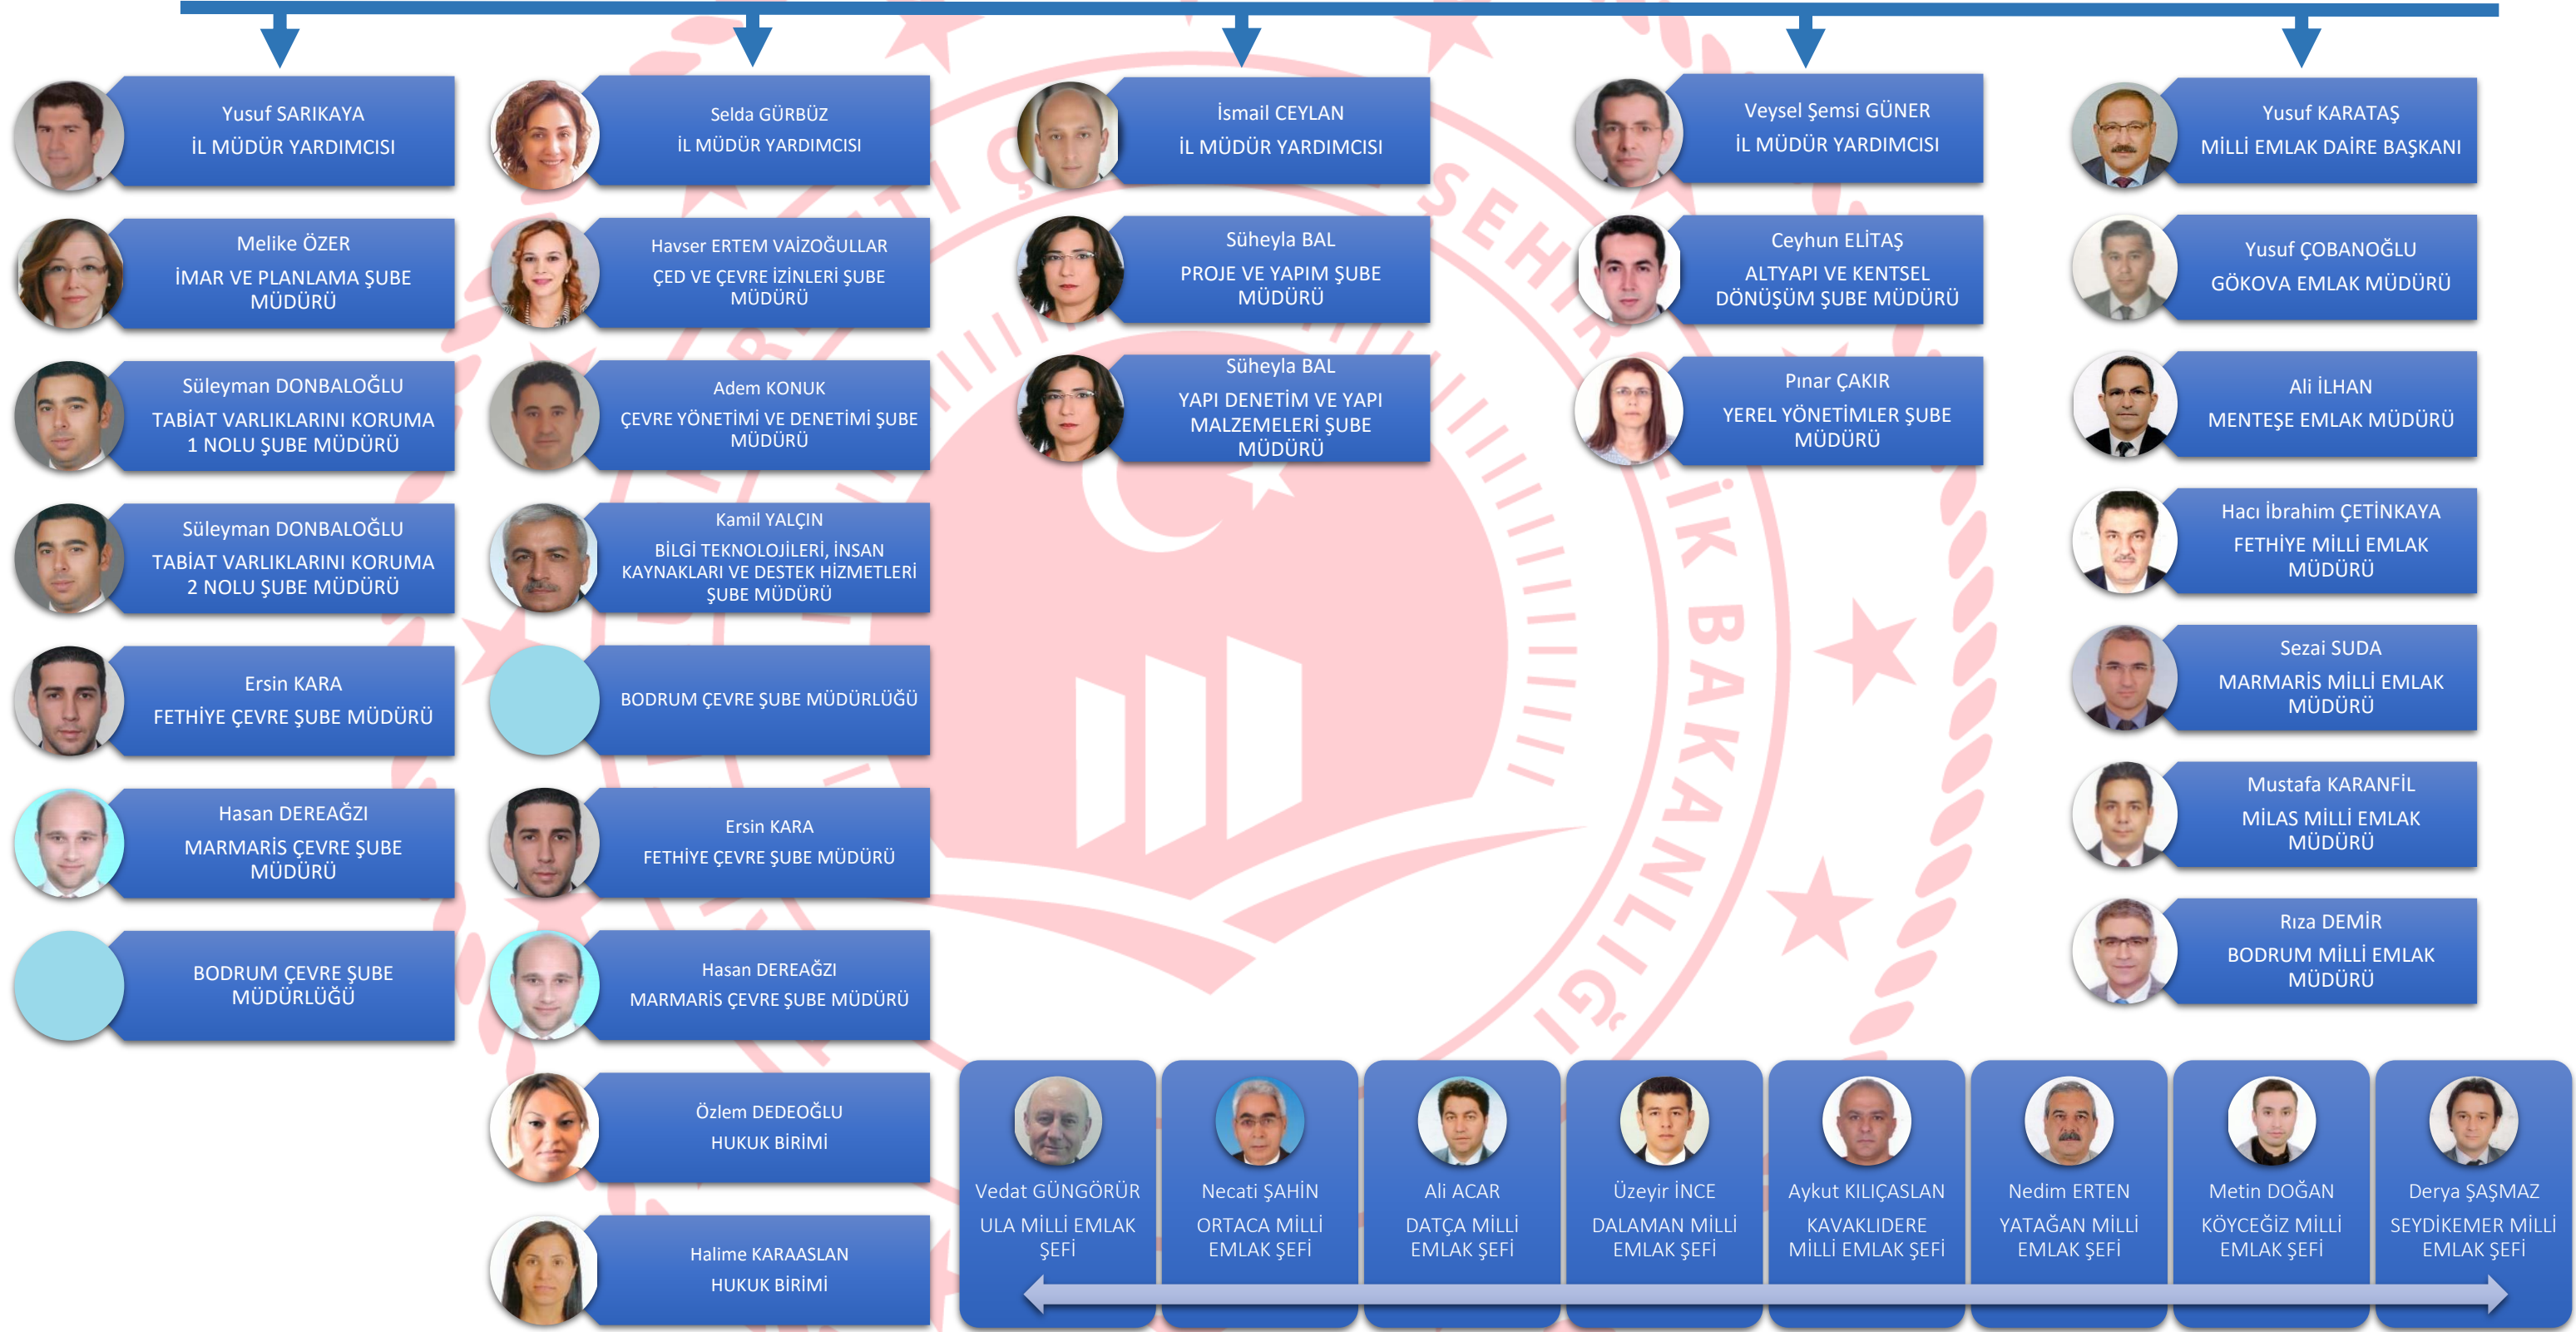 Yusuf SARIKAYA
İL MÜDÜR YARDIMCISI
Melike ÖZER
İMAR VE PLANLAMA ŞUBE
MÜDÜRÜ
Süleyman DONBALOĞLU
TABİAT VARLIKLARINI KORUMA
1 NOLU ŞUBE MÜDÜRÜ
Süleyman DONBALOĞLU
TABİAT VARLIKLARINI KORUMA
2 NOLU ŞUBE MÜDÜRÜ
Ersin KARA
FETHİYE ÇEVRE ŞUBE MÜDÜRÜ
Hasan DEREAĞZI
MARMARİS ÇEVRE ŞUBE
MÜDÜRÜ
BODRUM ÇEVRE ŞUBE
MÜDÜRLÜĞÜ
Selda GÜRBÜZ
İL MÜDÜR YARDIMCISI
Havser ERTEM VAİZOĞULLAR
ÇED VE ÇEVRE İZİNLERİ ŞUBE
MÜDÜRÜ
Adem KONUK
ÇEVRE YÖNETİMİ VE DENETİMİ ŞUBE
MÜDÜRÜ
Kamil YALÇIN
BİLGİ TEKNOLOJİLERİ, İNSAN
KAYNAKLARI VE DESTEK HİZMETLERİ
ŞUBE MÜDÜRÜ
BODRUM ÇEVRE ŞUBE MÜDÜRLÜĞÜ
Ersin KARA
FETHİYE ÇEVRE ŞUBE MÜDÜRÜ
Hasan DEREAĞZI
MARMARİS ÇEVRE ŞUBE MÜDÜRÜ
Özlem DEDEOĞLU
HUKUK BİRİMİ
Halime KARAASLAN
HUKUK BİRİMİ
İsmail CEYLAN
İL MÜDÜR YARDIMCISI
Süheyla BAL
PROJE VE YAPIM ŞUBE
MÜDÜRÜ
Süheyla BAL
YAPI DENETİM VE YAPI
MALZEMELERİ ŞUBE
MÜDÜRÜ
Veysel Şemsi GÜNER
İL MÜDÜR YARDIMCISI
Ceyhun ELİTAŞ
ALTYAPI VE KENTSEL
DÖNÜŞÜM ŞUBE MÜDÜRÜ
Pınar ÇAKIR
YEREL YÖNETİMLER ŞUBE
MÜDÜRÜ
Yusuf KARATAŞ
MİLLİ EMLAK DAİRE BAŞKANI
Yusuf ÇOBANOĞLU
GÖKOVA EMLAK MÜDÜRÜ
Ali İLHAN
MENTEŞE EMLAK MÜDÜRÜ
Hacı İbrahim ÇETİNKAYA
FETHİYE MİLLİ EMLAK
MÜDÜRÜ
Sezai SUDA
MARMARİS MİLLİ EMLAK
MÜDÜRÜ
Mustafa KARANFİL
MİLAS MİLLİ EMLAK
MÜDÜRÜ
Rıza DEMİR
BODRUM MİLLİ EMLAK
MÜDÜRÜ
Vedat GÜNGÖRÜR
ULA MİLLİ EMLAK
ŞEFİ
Necati ŞAHİN
ORTACA MİLLİ
EMLAK ŞEFİ
Ali ACAR
DATÇA MİLLİ
EMLAK ŞEFİ
Üzeyir İNCE
DALAMAN MİLLİ
EMLAK ŞEFİ
Aykut KILIÇASLAN
KAVAKLIDERE
MİLLİ EMLAK ŞEFİ
Nedim ERTEN
YATAĞAN MİLLİ
EMLAK ŞEFİ
Metin DOĞAN
KÖYCEĞİZ MİLLİ
EMLAK ŞEFİ
Derya ŞAŞMAZ
SEYDİKEMER MİLLİ
EMLAK ŞEFİ
BAKANLIĞI